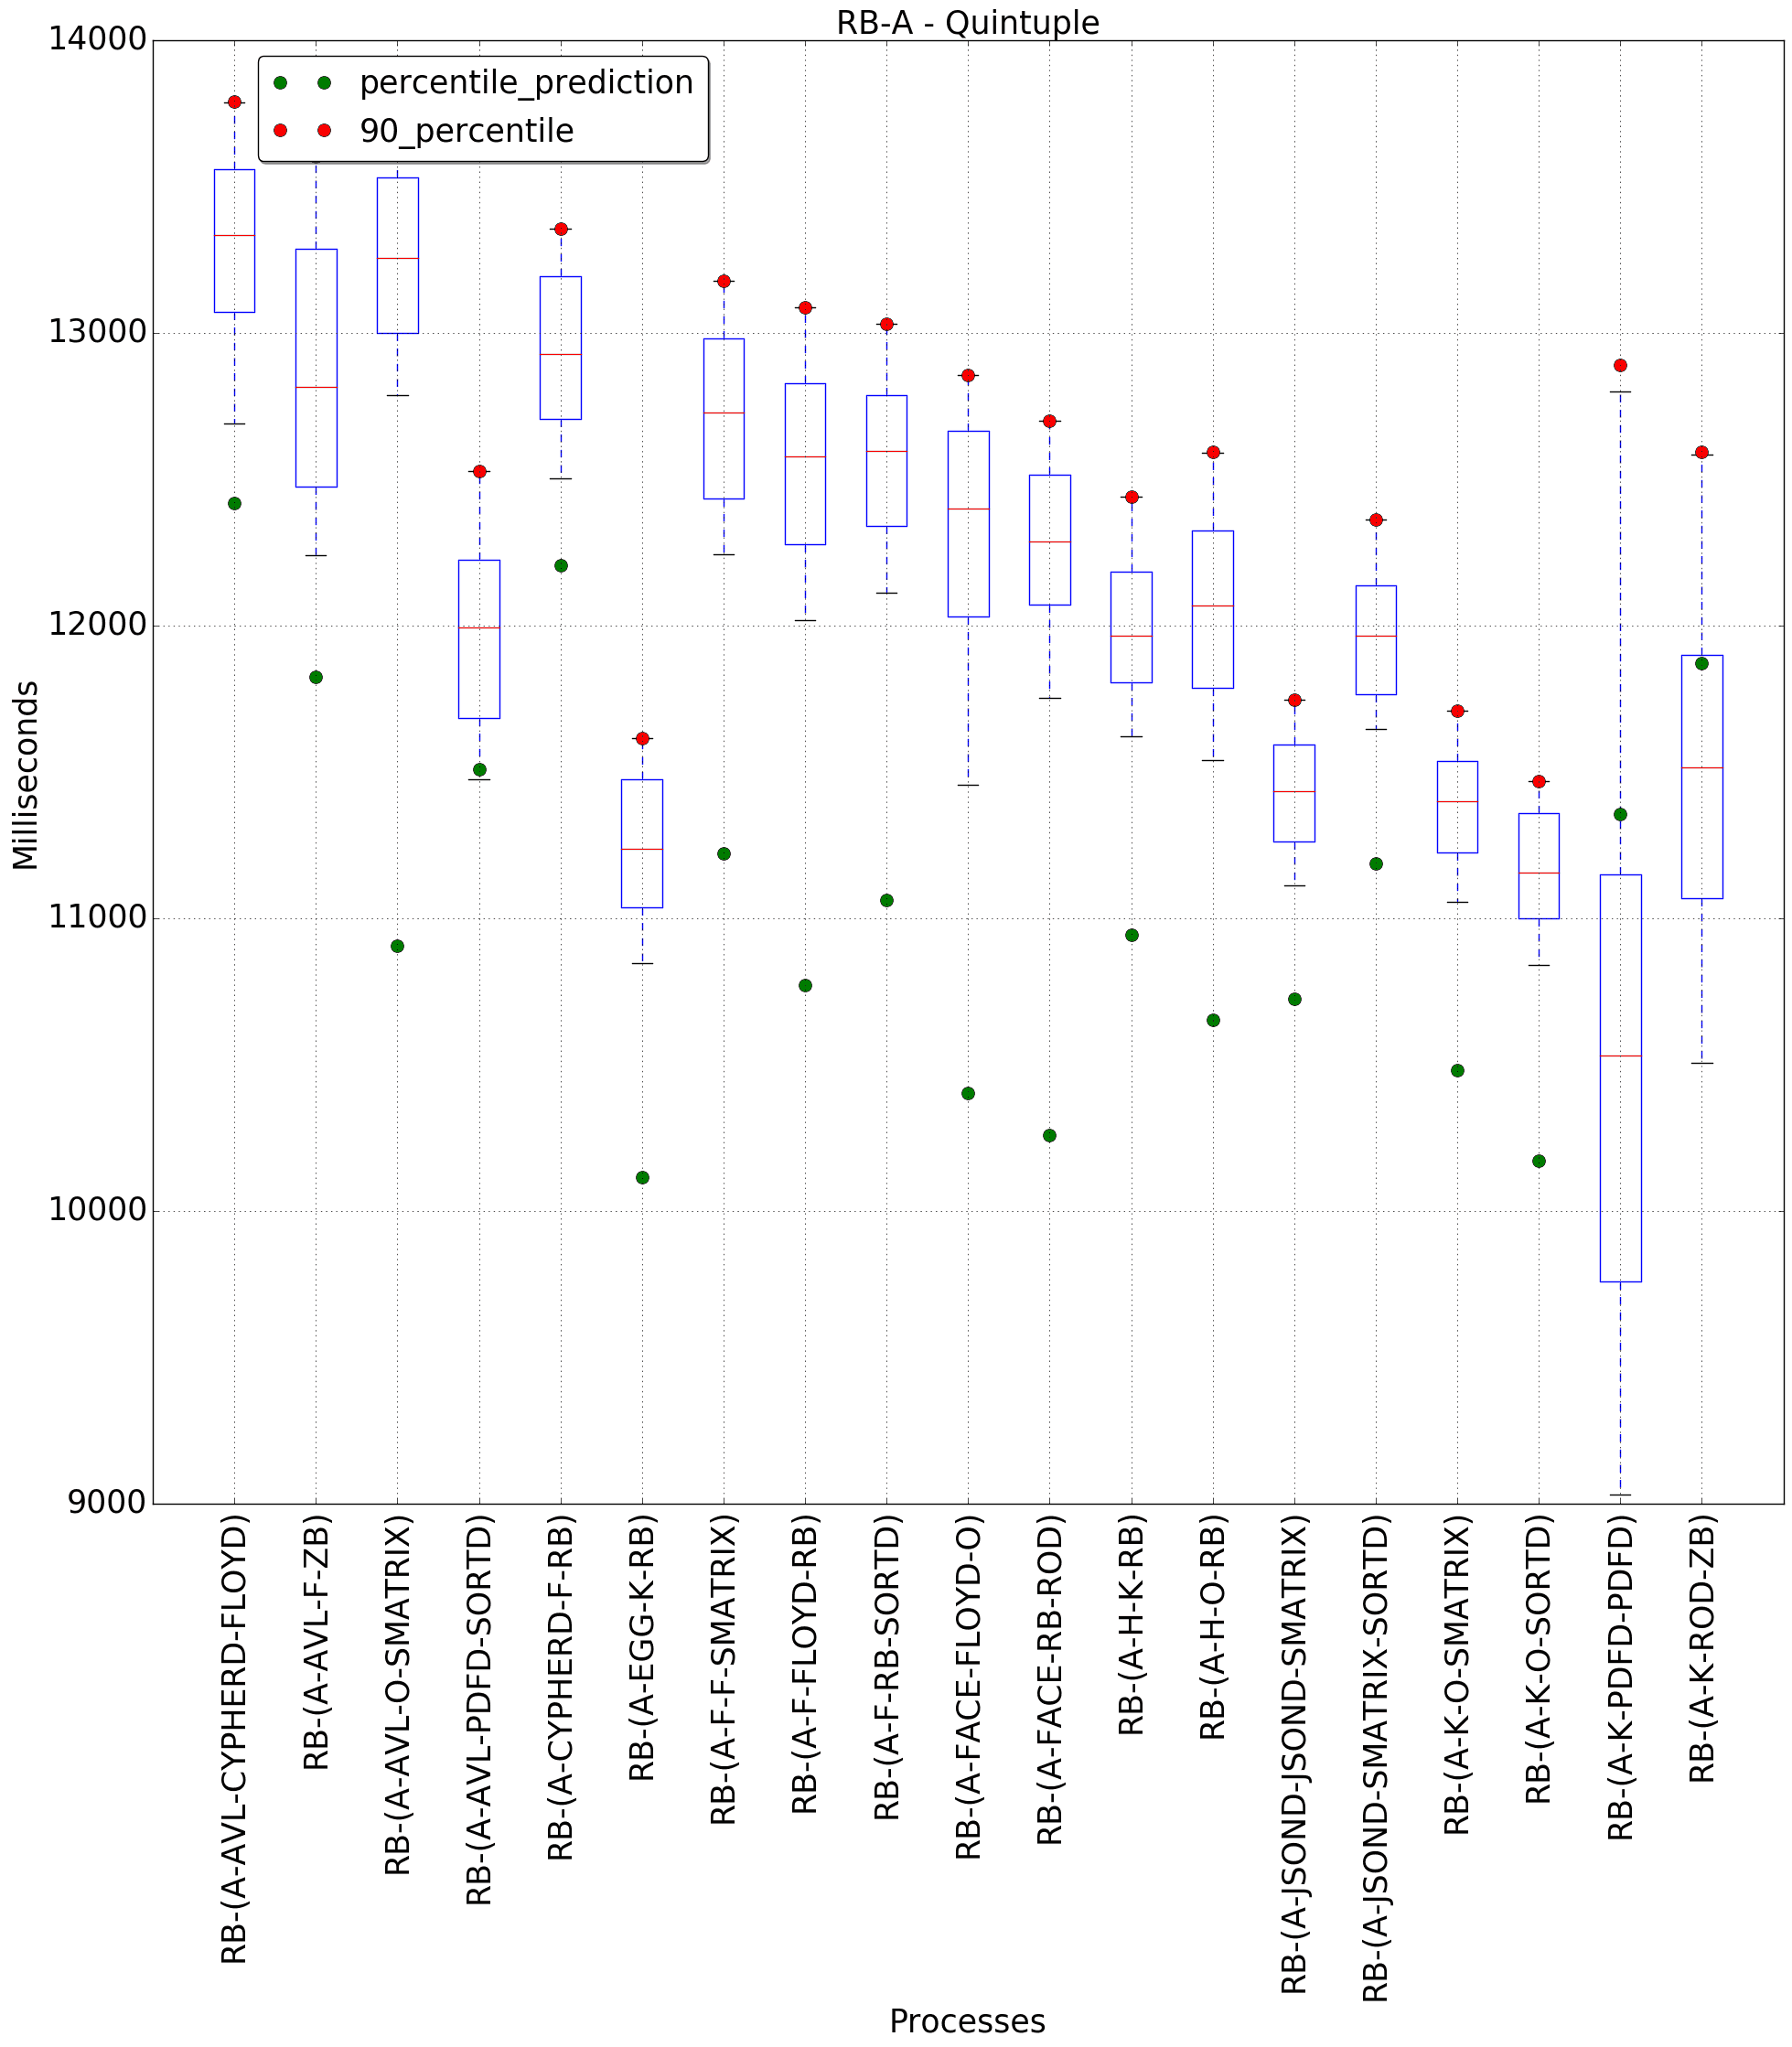 RB-A - Quintuple
14000
13000
12000
11000
10000
9000
Milliseconds
percentile_prediction
90_percentile
RB-(A-AVL-CYPHERD-FLOYD)
RB-(A-AVL-F-ZB)
RB-(A-AVL-O-SMATRIX)
RB-(A-AVL-PDFD-SORTD)
RB-(A-CYPHERD-F-RB)
RB-(A-EGG-K-RB)
RB-(A-F-F-SMATRIX)
RB-(A-F-FLOYD-RB)
RB-(A-F-RB-SORTD)
RB-(A-FACE-FLOYD-O)
RB-(A-FACE-RB-ROD)
RB-(A-H-K-RB)
RB-(A-H-O-RB)
RB-(A-JSOND-JSOND-SMATRIX)
RB-(A-JSOND-SMATRIX-SORTD)
RB-(A-K-O-SMATRIX)
RB-(A-K-O-SORTD)
RB-(A-K-PDFD-PDFD)
RB-(A-K-ROD-ZB)
Processes